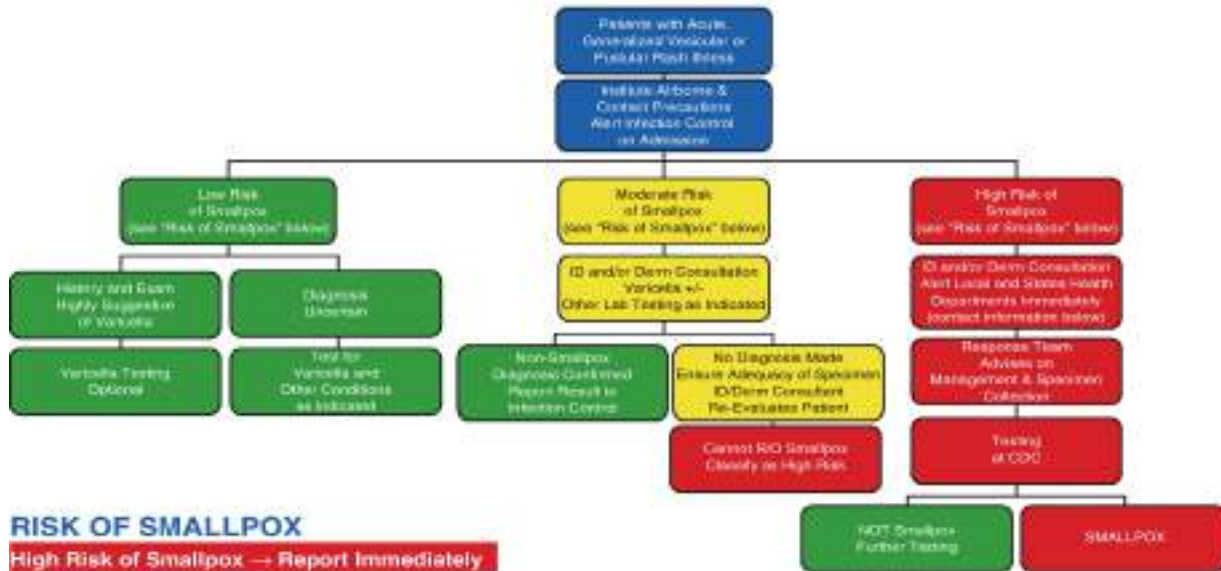 Patients with Acute,
Generalized Vesicular or
Pustular Rash Illness
Institute Airborne &
Contact Precautions
Alert Infection Control
on Admission
Low Risk
of Smallpox
(see "Risk of Smallpox" below)
History and Exam
Highly Suggestive
of Varicella
Varicella Testing
Optional
Diagnosis
Uncertain
Test for
Varicella and
Other Conditions
as Indicated
Moderate Risk
of Smallpox
(see "Risk of Smallpox" below)
ID and/or Derm Consultation
Varicella +/-
Other Lab Testing as Indicated
Non-Smallpox
Diagnosis Confirmed
Report Result to
Infection Control
No Diagnosis Made
Ensure Adequacy of Specimen
ID/Derm Consultant
Re-Evaluates Patient
Cannot R/O Smallpox
Classify as High Risk
High Risk of
Smallpox
(see "Risk of Smallpox" below)
ID and/or Derm Consultation
Alert Local and States Health
Departments Immediately
(contact information below)
Response Team
Advises on
Management & Specimen
Collection
Testing
at CDC
NOT Smallpox
Further Testing
SMALLPOX
RISK OF SMALLPOX
High Risk of Smallpox → Report Immediately